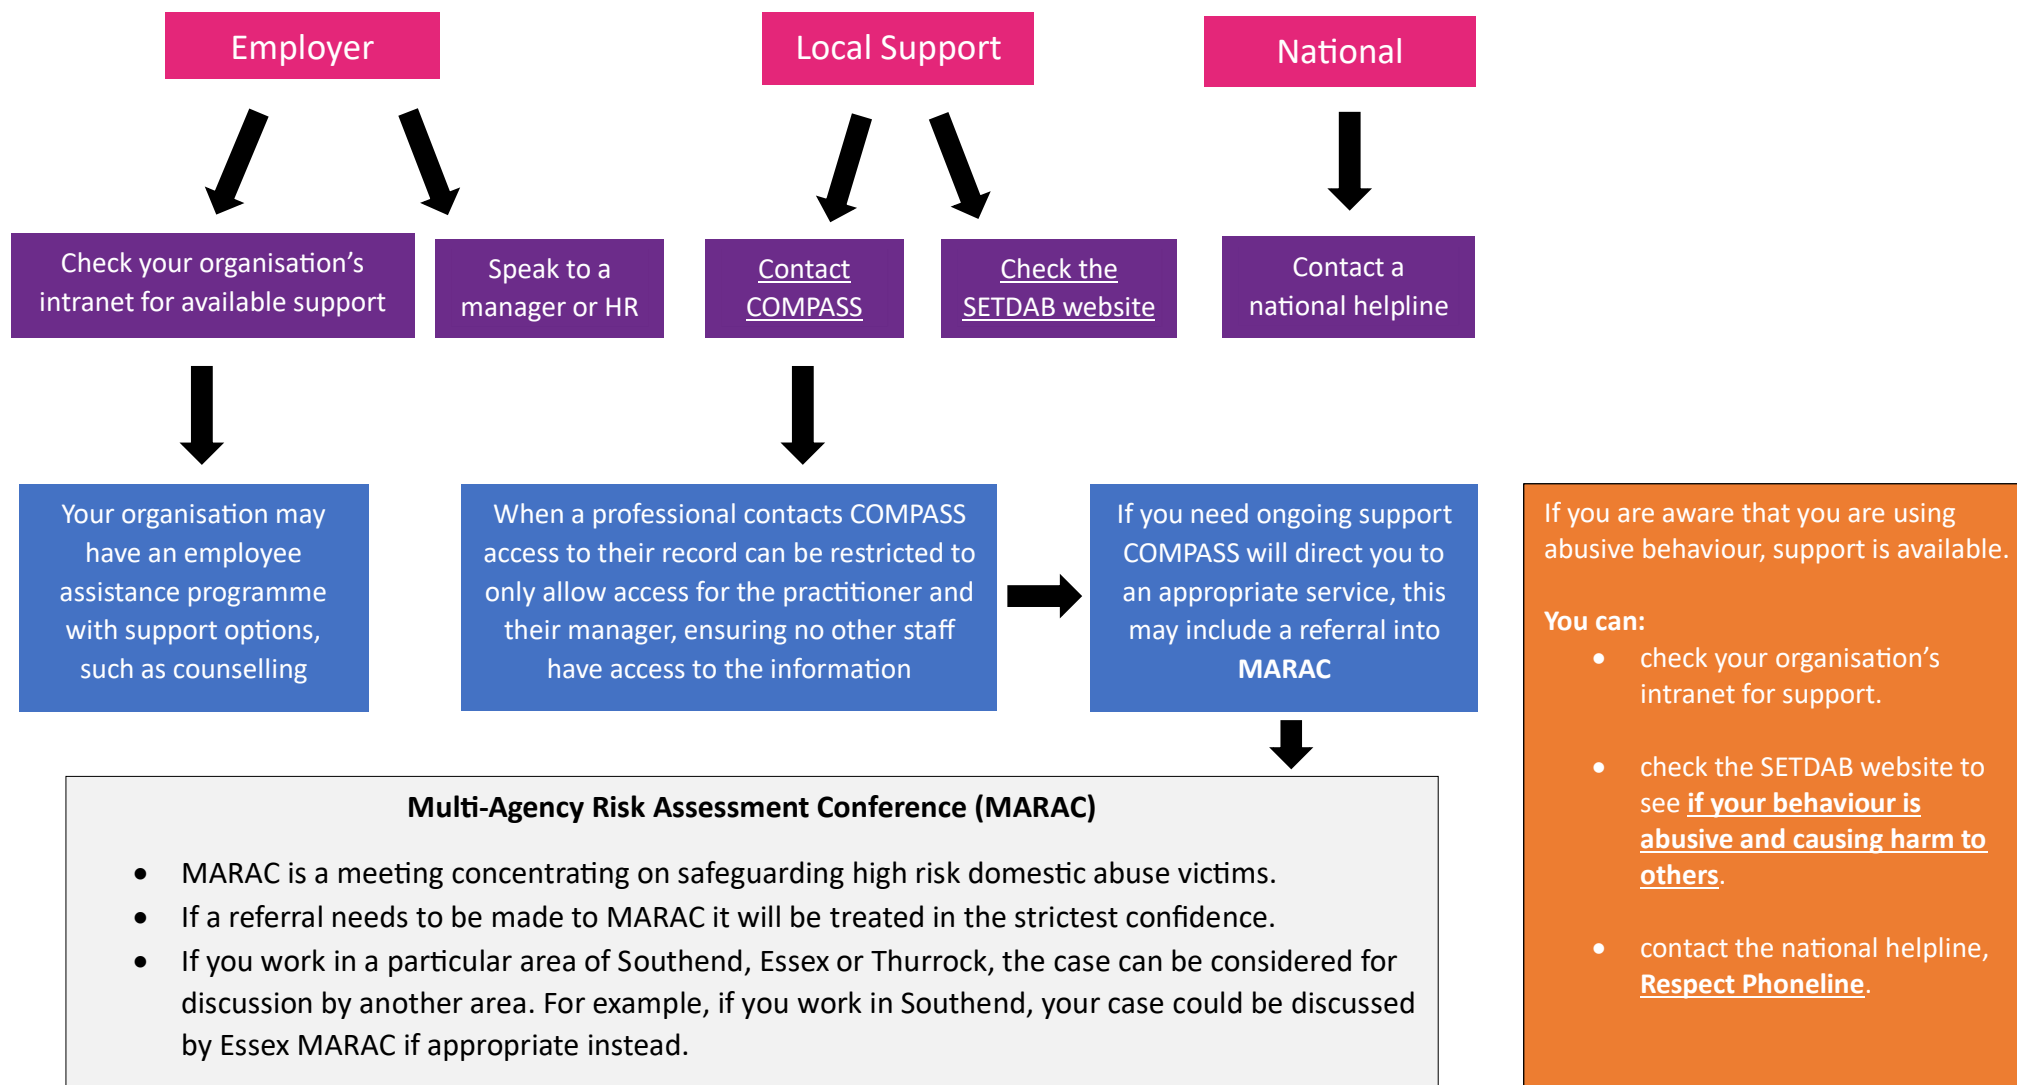 Employer
Local Support
National
Check your organisation’s
intranet for available support
Speak to a
manager or HR
Contact
COMPASS
Check the
SETDAB website
Contact a
national helpline
Your organisation may
have an employee
assistance programme
with support options,
such as counselling
When a professional contacts COMPASS
access to their record can be restricted to
only allow access for the practitioner and
their manager, ensuring no other staff
have access to the information
If you need ongoing support
COMPASS will direct you to
an appropriate service, this
may include a referral into
MARAC
Multi-Agency Risk Assessment Conference (MARAC)
• MARAC is a meeting concentrating on safeguarding high risk domestic abuse victims.
• If a referral needs to be made to MARAC it will be treated in the strictest confidence.
• If you work in a particular area of Southend, Essex or Thurrock, the case can be considered for
discussion by another area. For example, if you work in Southend, your case could be discussed
by Essex MARAC if appropriate instead.
If you are aware that you are using
abusive behaviour, support is available.
You can:
• check your organisation’s
intranet for support.
• check the SETDAB website to
see if your behaviour is
abusive and causing harm to
others.
• contact the national helpline,
Respect Phoneline.